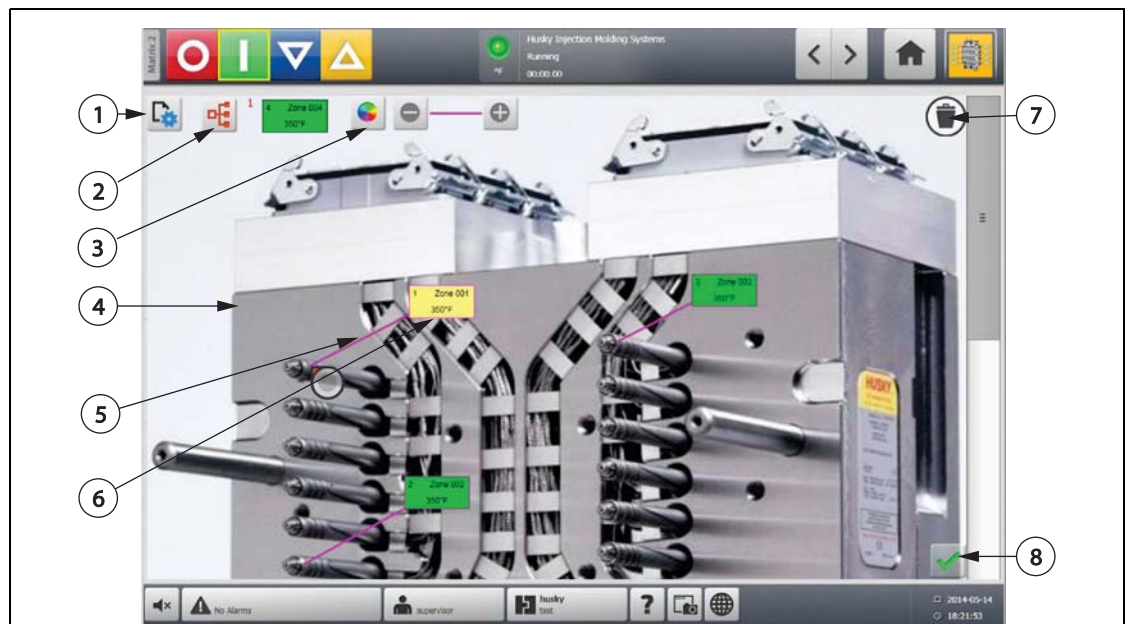 Matrix 2
Husky Injection Molding Systems
Running
°F
00:00.00
1
4 Zone 004
350°F
1
2
3
4
5
6
7
8
1 Zone 001
350°F
3 Zone 003
350°F
2 Zone 002
350°F
HUSKY
No Alarms
supervisor
husky
test
?
2014-05-14
18:21:53